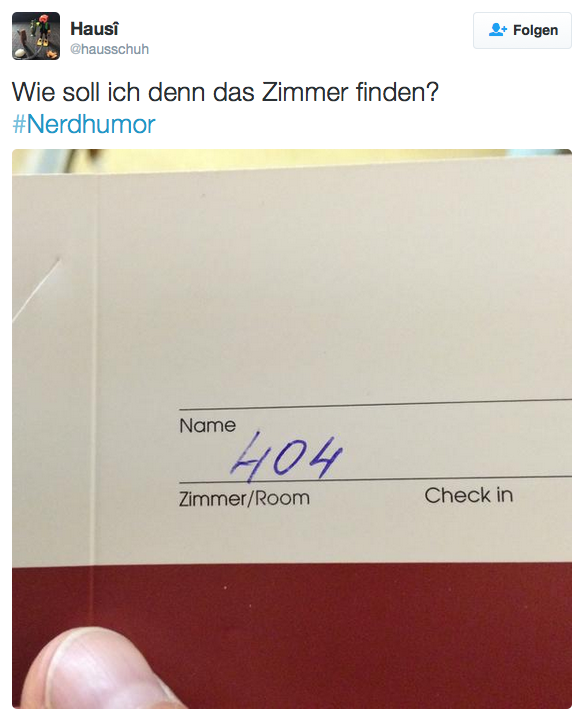 Hausî
@hausschuh
Folgen
Wie soll ich denn das Zimmer finden?
#Nerdhumor
Name
404
Zimmer/Room
Check in